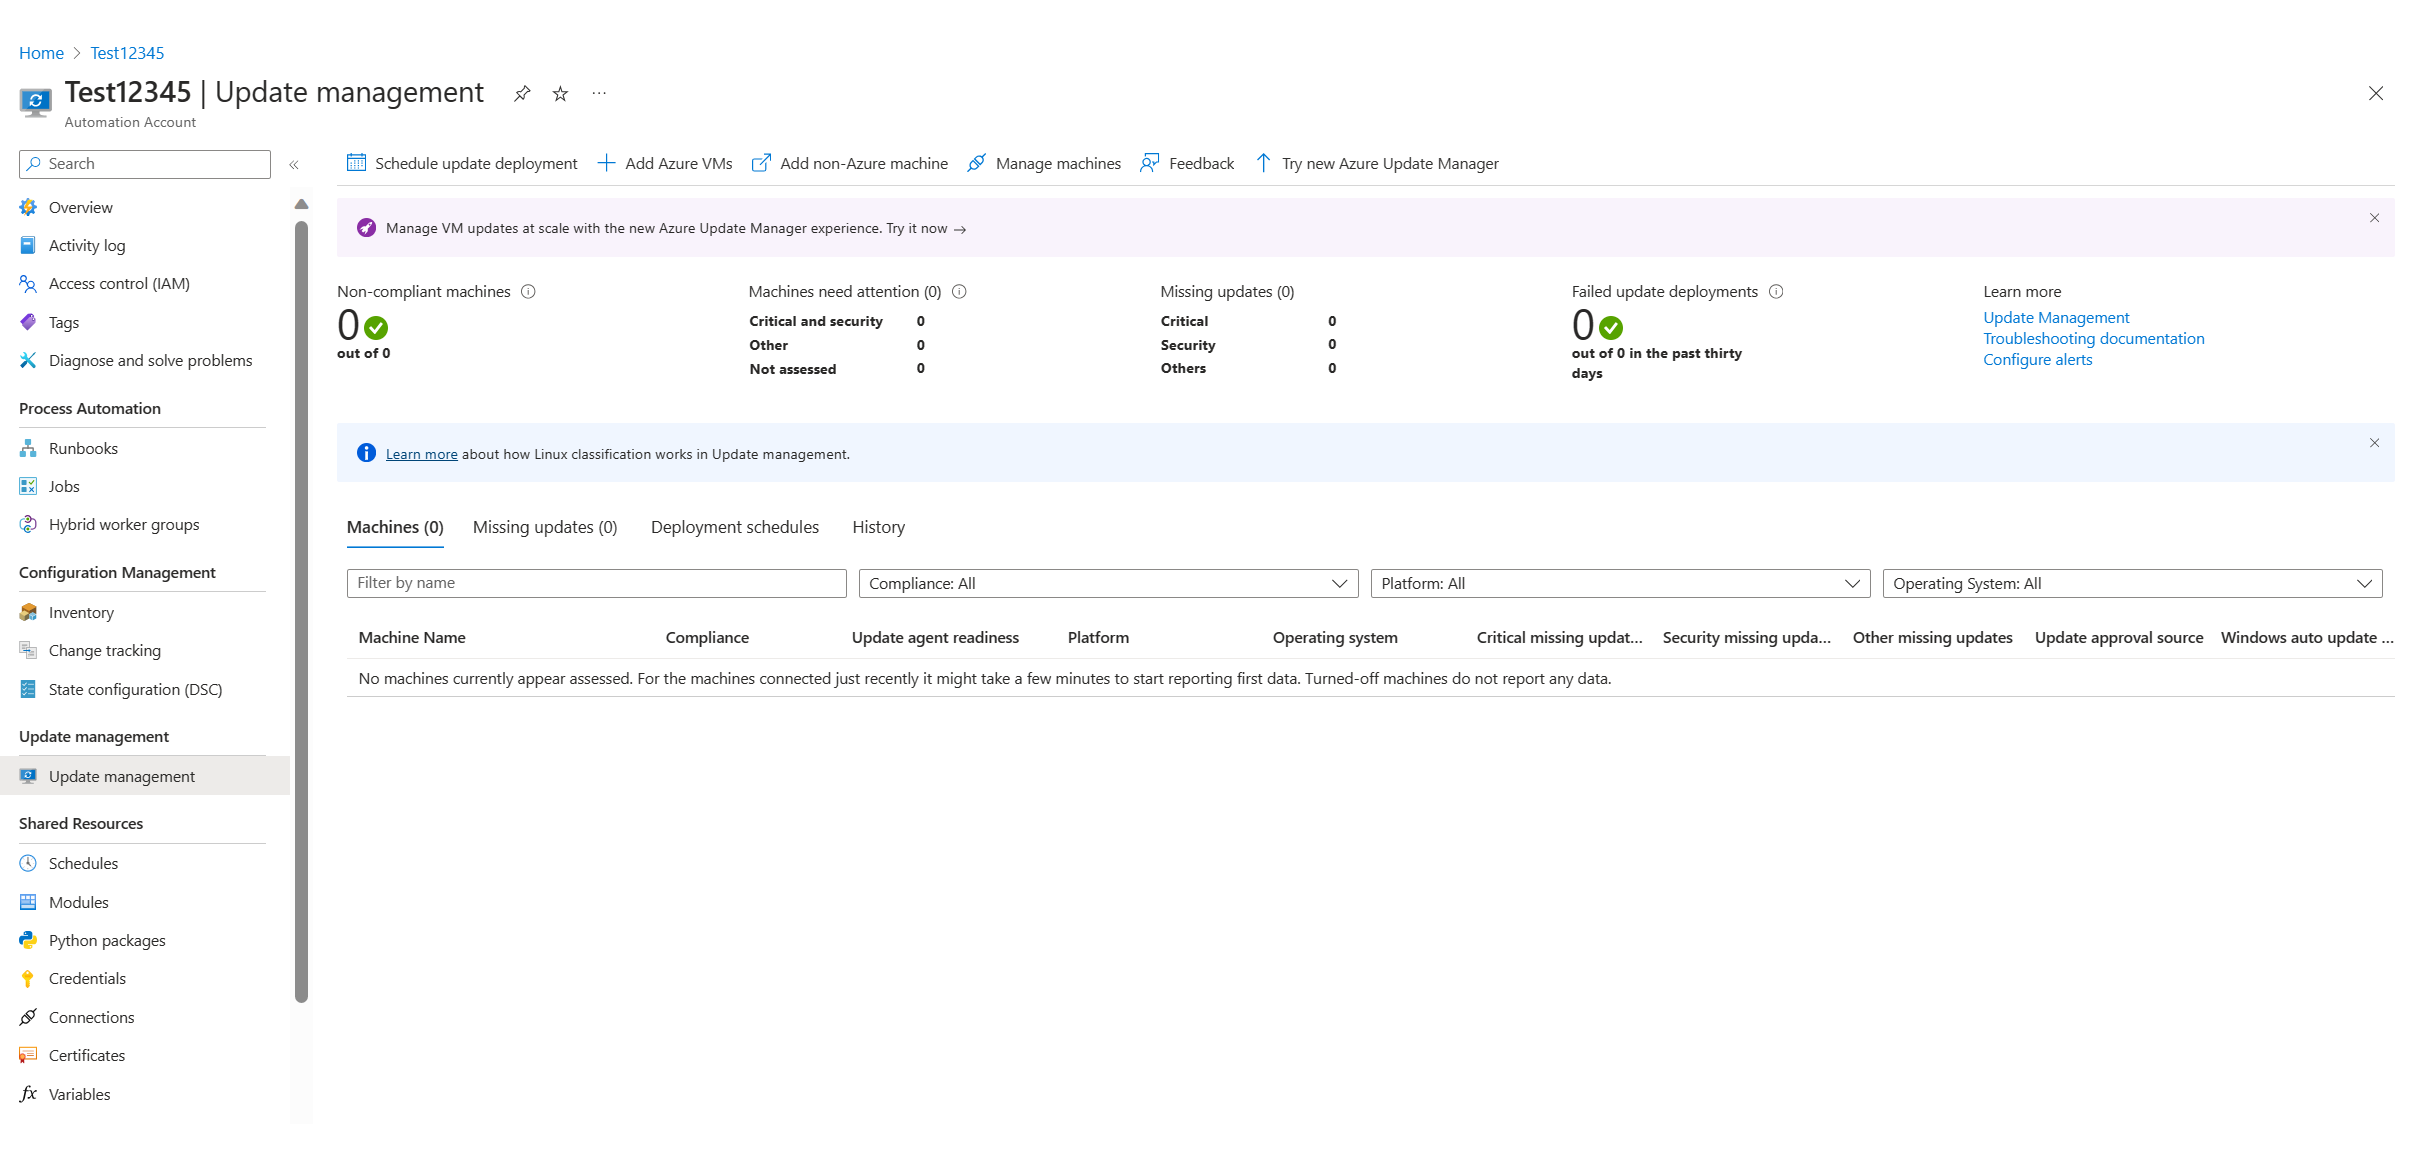 Home > Test12345
Test12345 | Update management ...
Automation Account
Search
«
Overview
Activity log
Access control (IAM)
Tags
Diagnose and solve problems
Process Automation
Runbooks
Jobs
Hybrid worker groups
Configuration Management
Inventory
Change tracking
State configuration (DSC)
Update management
Update management
Shared Resources
Schedules
Modules
Python packages
Credentials
Connections
Certificates
Variables
Schedule update deployment Add Azure VMs Add non-Azure machine Manage machines Feedback Try new Azure Update Manager
Manage VM updates at scale with the new Azure Update Manager experience. Try it now →
Non-compliant machines
0
out of 0
Machines need attention (0)
Critical and security 0
Other 0
Not assessed 0
Missing updates (0)
Critical 0
Security 0
Others 0
Failed update deployments
0
out of 0 in the past thirty
days
Learn more
Update Management
Troubleshooting documentation
Configure alerts
Learn more about how Linux classification works in Update management.
Machines (0) Missing updates (0) Deployment schedules History
Filter by name Compliance: All Platform: All Operating System: All
Machine Name Compliance Update agent readiness Platform Operating system Critical missing updat... Security missing upda... Other missing updates Update approval source Windows auto update ...
No machines currently appear assessed. For the machines connected just recently it might take a few minutes to start reporting first data. Turned-off machines do not report any data.